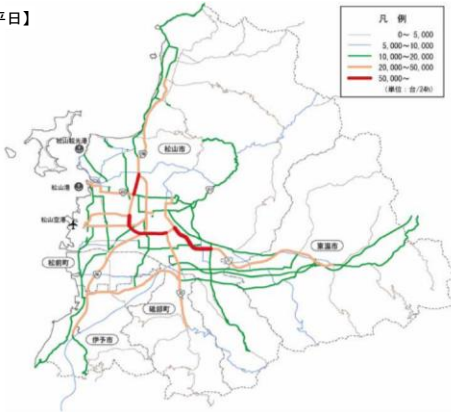 平日】
凡 例
0～ 5,000
5,000～10,000
10,000～20,000
20,000～50,000
50,000～
(単位：台/24h)
松山市
松山観光港
松山港
松山空港
東温市
松前町
砥部町
伊予市